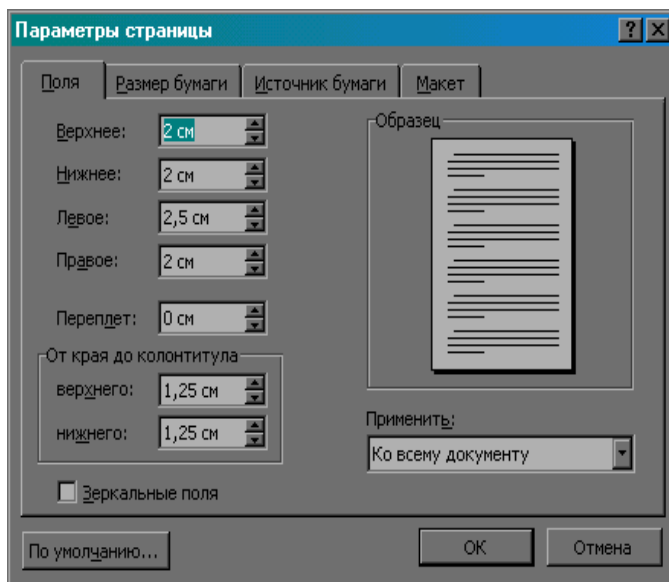 Параметры страницы
Поля Размер бумаги Источник бумаги Макет
Верхнее: 2 см
Нижнее: 2 см
Левое: 2,5 см
Правое: 2 см
Переплет: 0 см
От края до колонтитула
верхнего: 1,25 см
нижнего: 1,25 см
Зеркальные поля
Образец
Применить:
Ко всему документу
По умолчанию... ОК Отмена